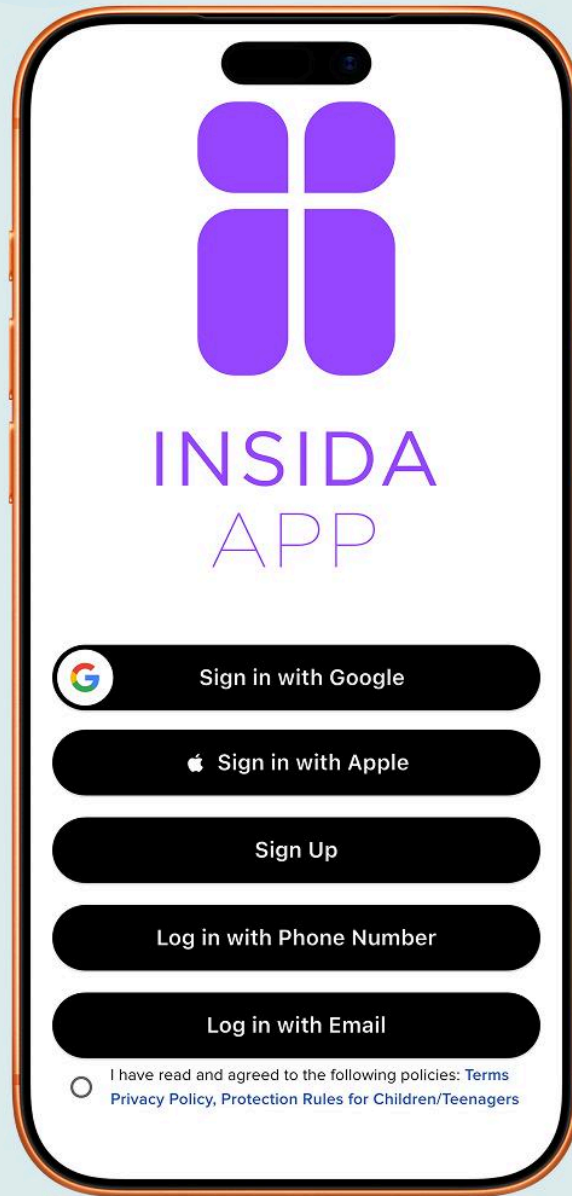 INSIDA
APP
Sign in with Google
Sign in with Apple
Sign Up
Log in with Phone Number
Log in with Email
I have read and agreed to the following policies: Terms
Privacy Policy, Protection Rules for Children/Teenagers